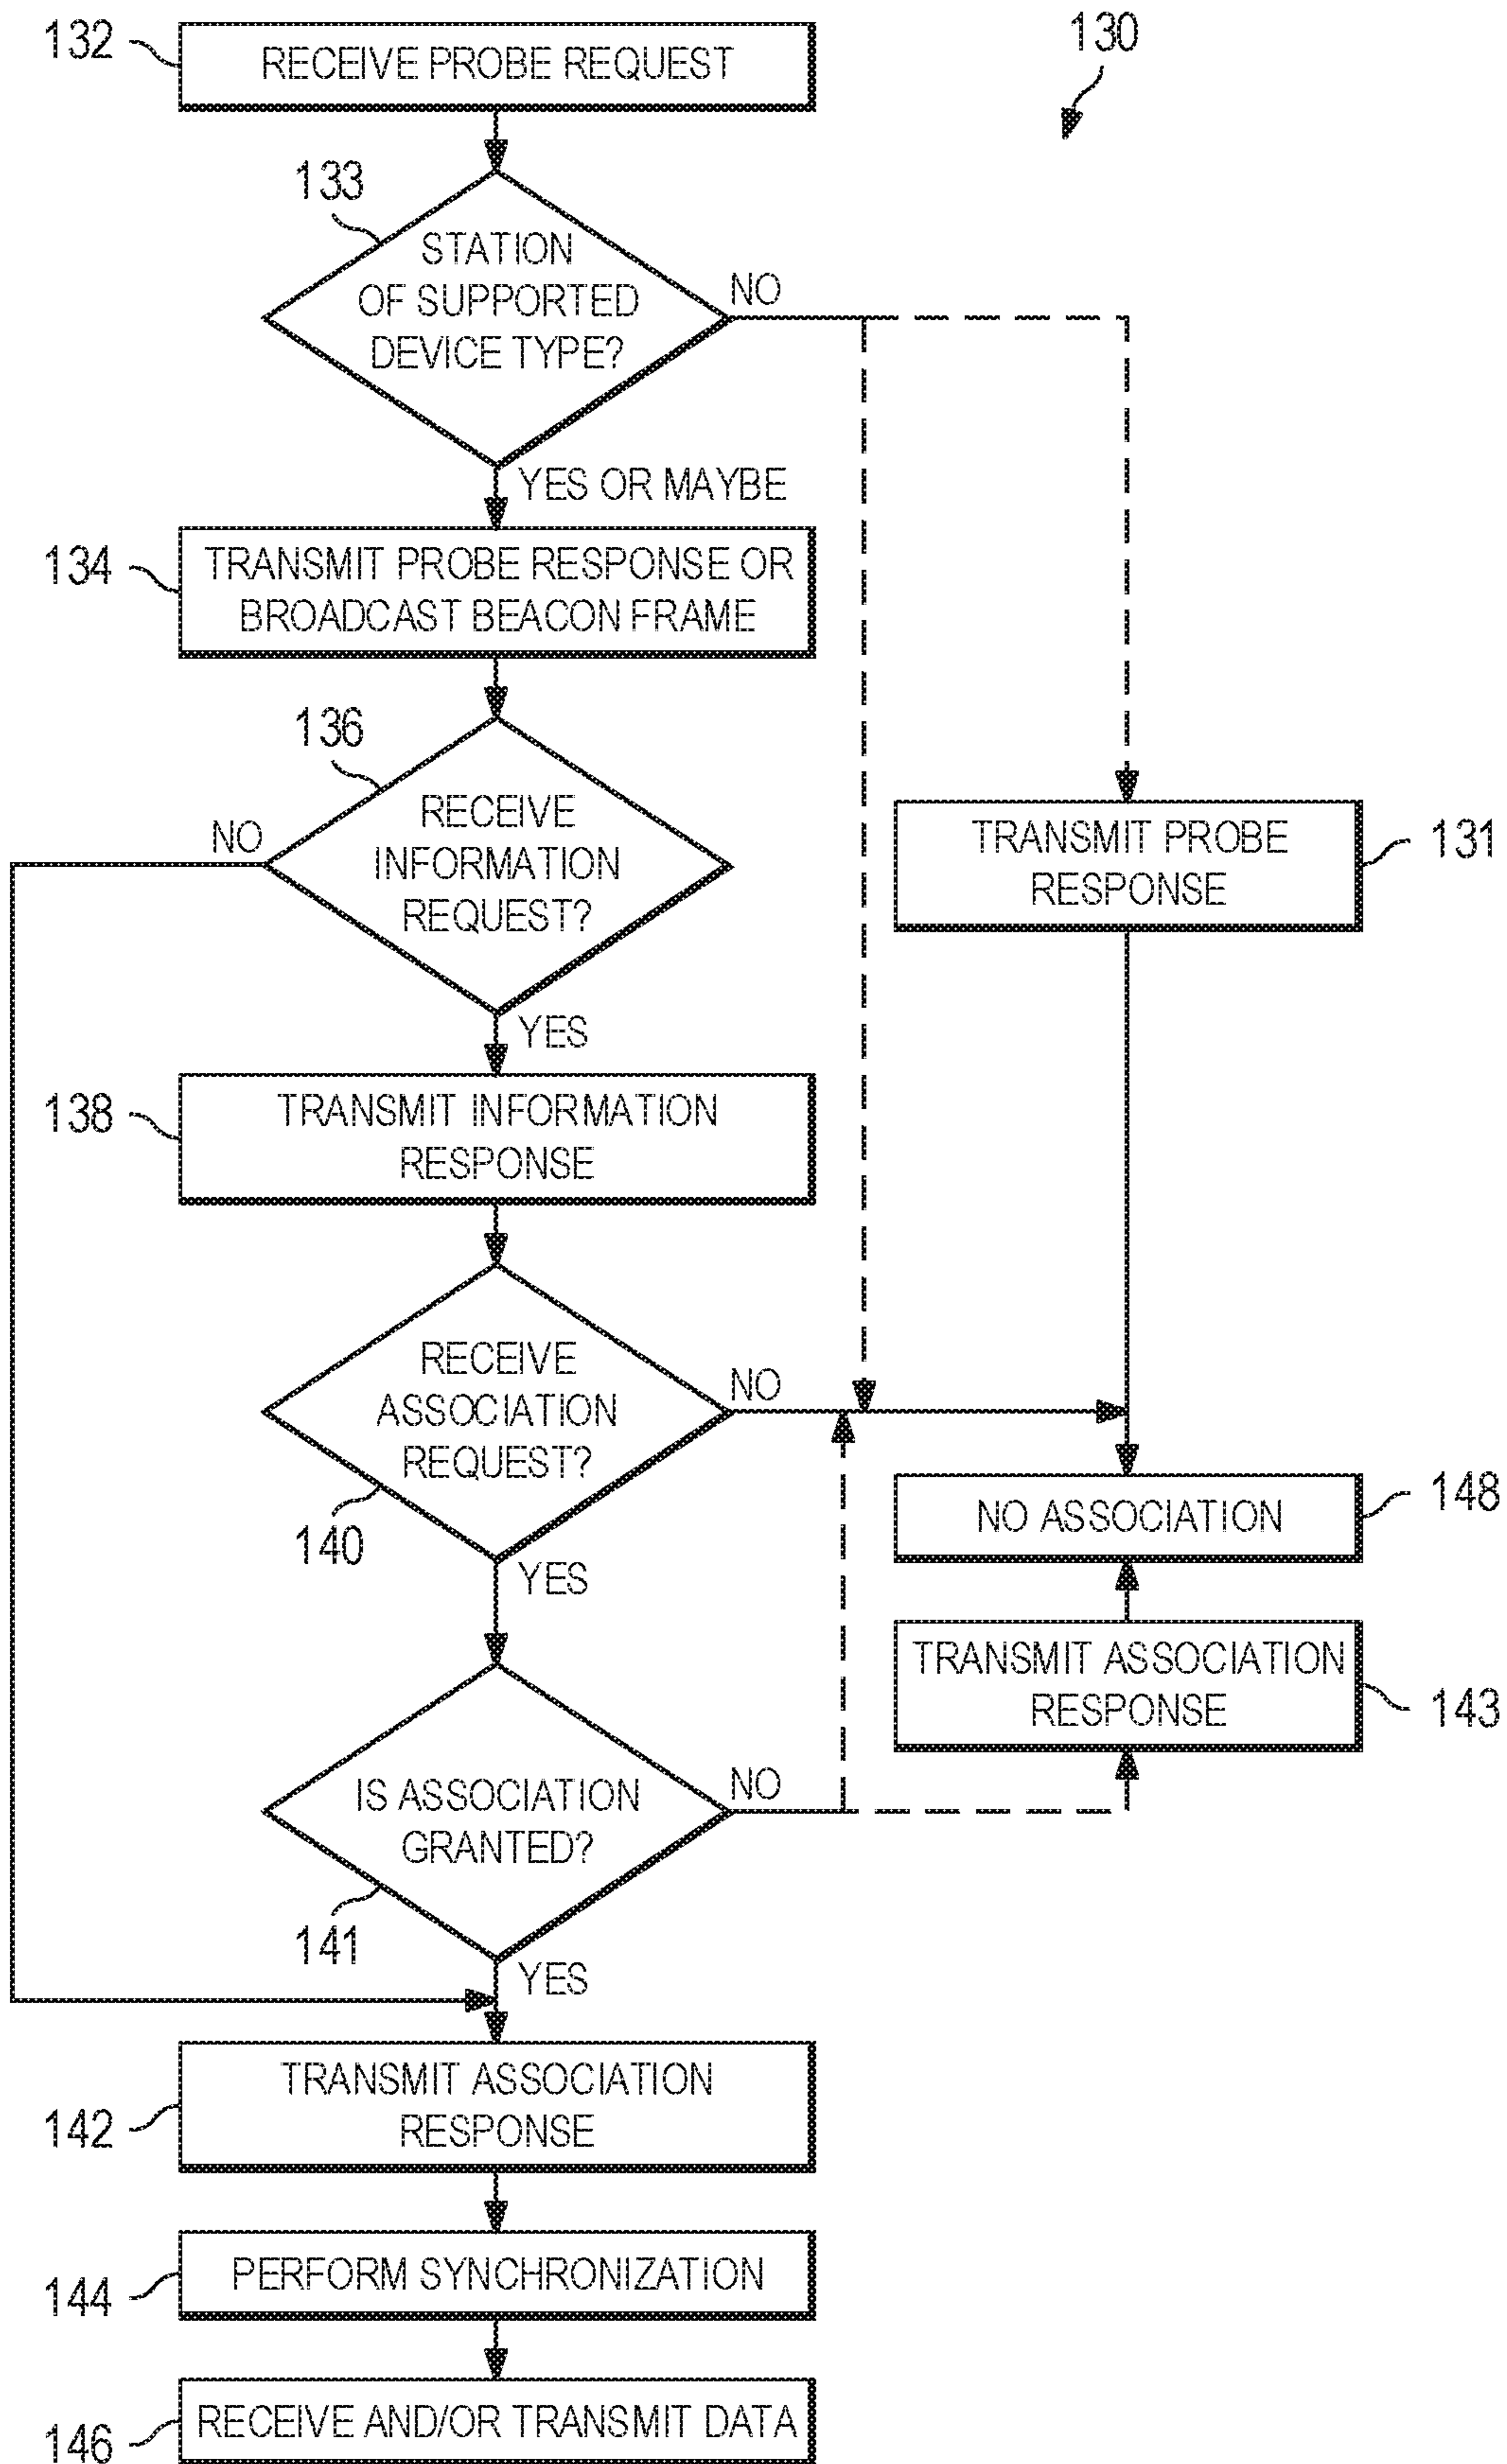 132
RECEIVE PROBE REQUEST
130
133
STATION
OF SUPPORTED
DEVICE TYPE?
NO
YES OR MAYBE
134
TRANSMIT PROBE RESPONSE OR
BROADCAST BEACON FRAME
136
RECEIVE
INFORMATION
REQUEST?
NO
TRANSMIT PROBE
RESPONSE
131
YES
138
TRANSMIT INFORMATION
RESPONSE
RECEIVE
ASSOCIATION
REQUEST?
NO
140
YES
NO ASSOCIATION
148
TRANSMIT ASSOCIATION
RESPONSE
143
IS ASSOCIATION
GRANTED?
NO
141
YES
142
TRANSMIT ASSOCIATION
RESPONSE
144
PERFORM SYNCHRONIZATION
146
RECEIVE AND/OR TRANSMIT DATA